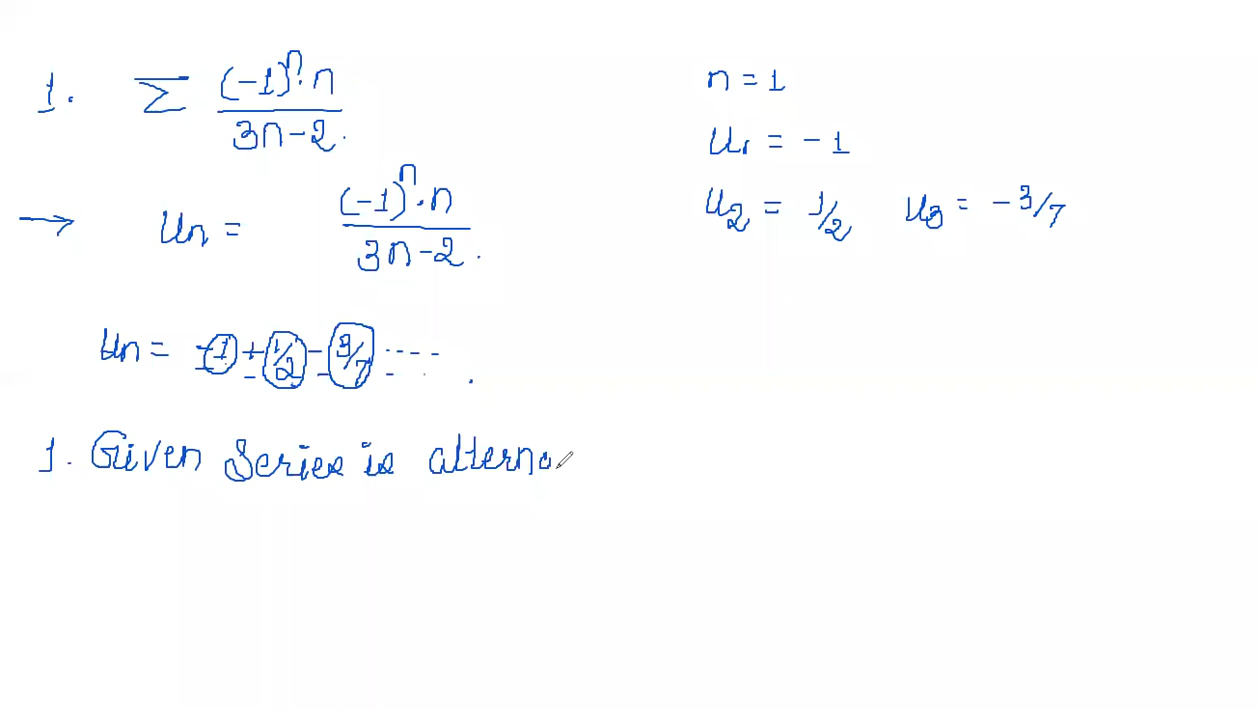 1. Σ (-1)^n · n / 3n-2.
→ Un = (-1)^n · n / 3n-2.
n = 1
U1 = -1
U2 = 1/2 U3 = -3/7
Un = -1 + 1/2 - 3/7 ....
1. Given Series is alterna